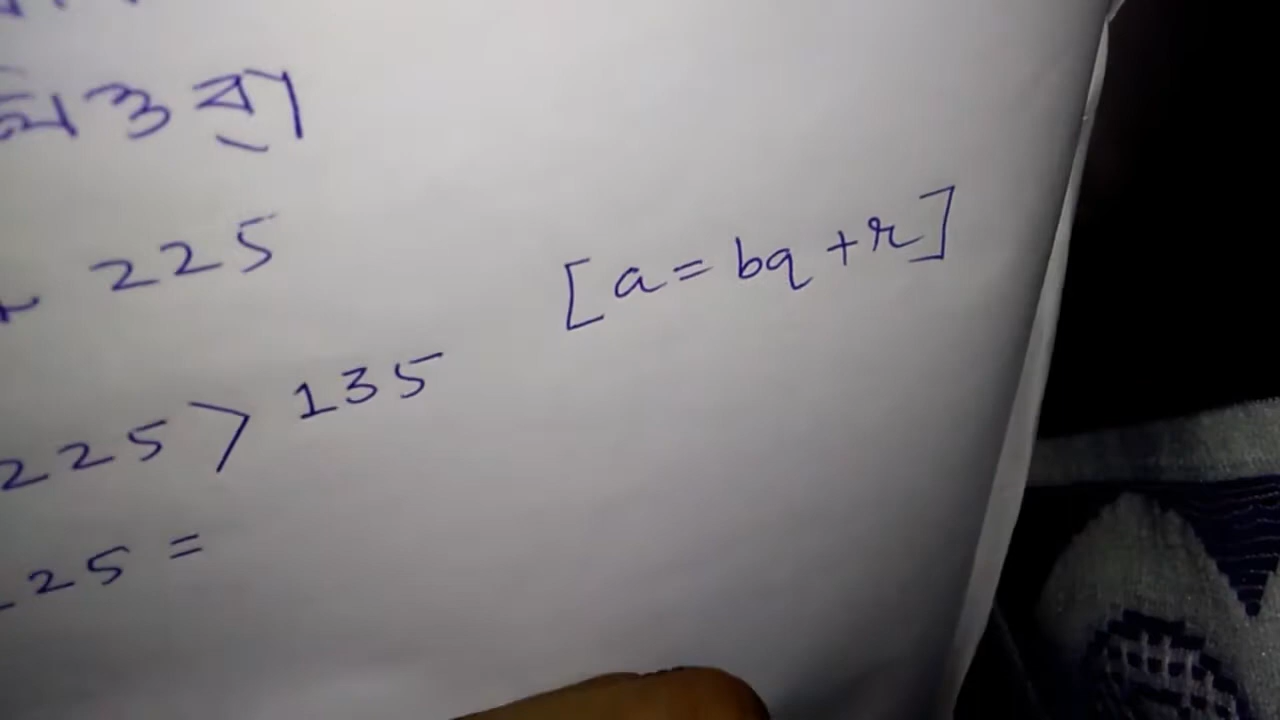 225
[a = bq + r]
225 > 135
225 =